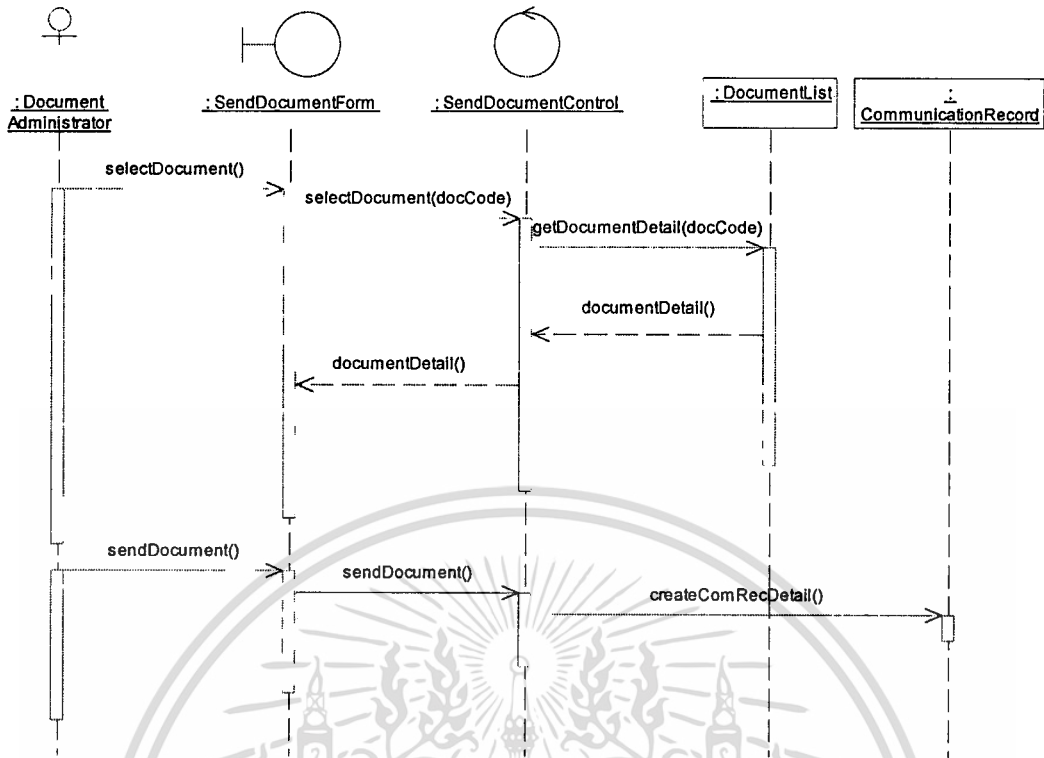 : Document
Administrator
: SendDocumentForm
: SendDocumentControl
: DocumentList
:
CommunicationRecord
selectDocument()
selectDocument(docCode)
getDocumentDetail(docCode)
documentDetail()
documentDetail()
sendDocument()
sendDocument()
createComRecDetail()